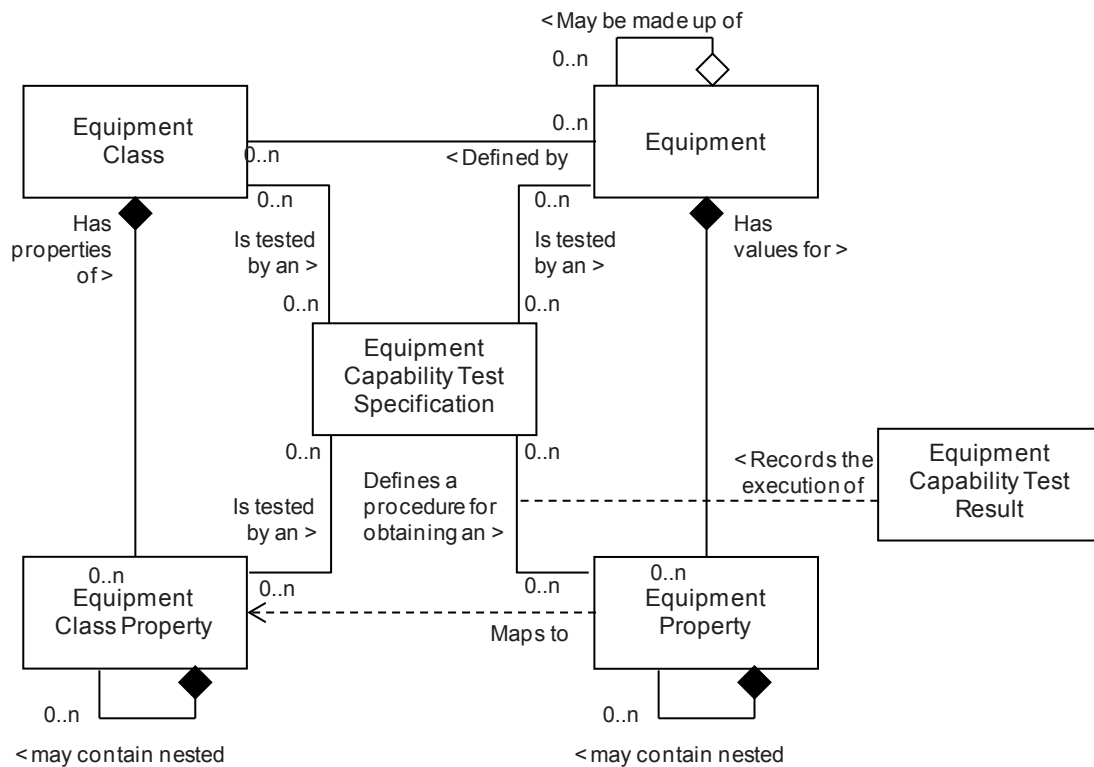 < May be made up of
0..n
0..n
Equipment
Class
Equipment
0..n
< Defined by
0..n
0..n
Has
properties
of >
Is tested
by an >
Is tested
by an >
Has
values for >
0..n
0..n
Equipment
Capability Test
Specification
0..n
0..n
Is tested
by an >
Defines a
procedure for
obtaining an >
< Records the
execution of
Equipment
Capability Test
Result
0..n
0..n
0..n
0..n
Equipment
Class Property
Equipment
Property
Maps to
0..n
0..n
< may contain nested
< may contain nested